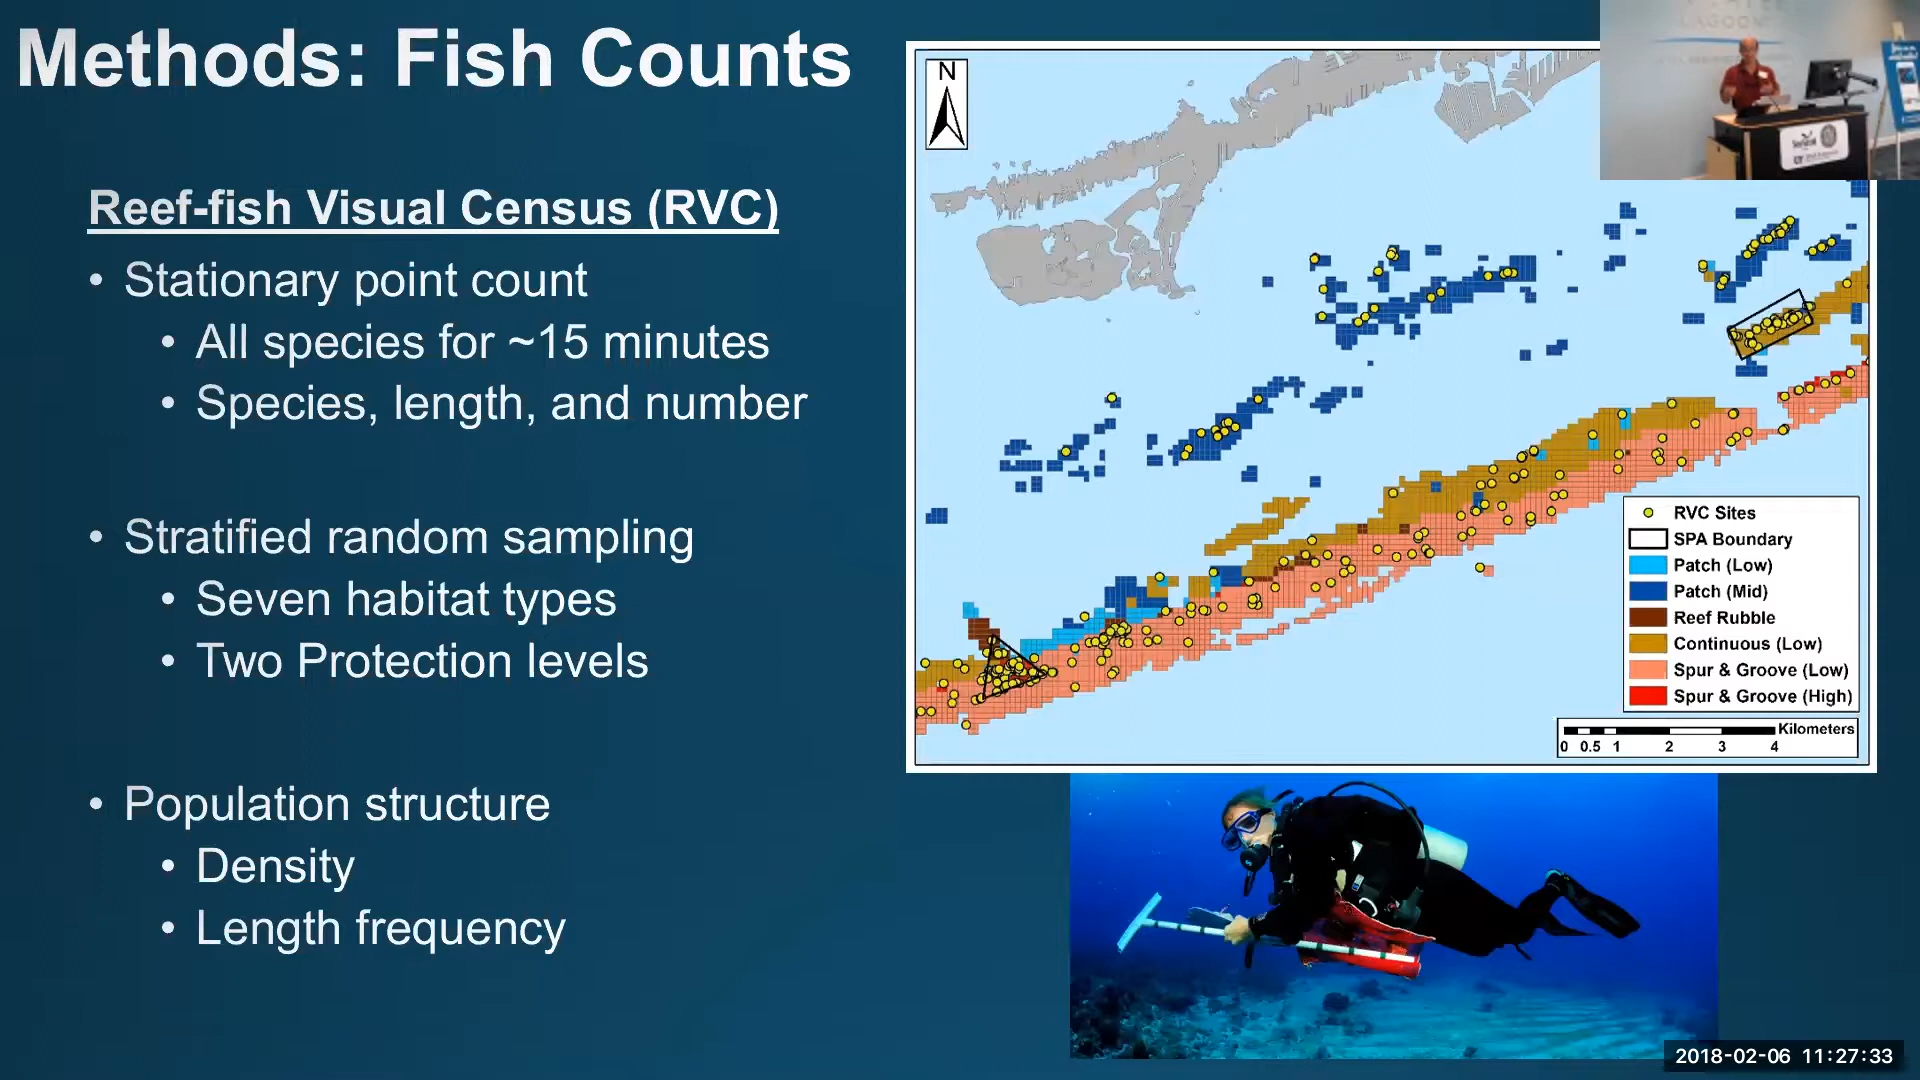 Methods: Fish Counts
Reef-fish Visual Census (RVC)
• Stationary point count
• All species for ~15 minutes
• Species, length, and number
• Stratified random sampling
• Seven habitat types
• Two Protection levels
• Population structure
• Density
• Length frequency
N
RVC Sites
SPA Boundary
Patch (Low)
Patch (Mid)
Reef Rubble
Continuous (Low)
Spur & Groove (Low)
Spur & Groove (High)
Kilometers
0 0.5 1 2 3 4
LAGOON
2018-02-06 11:27:33